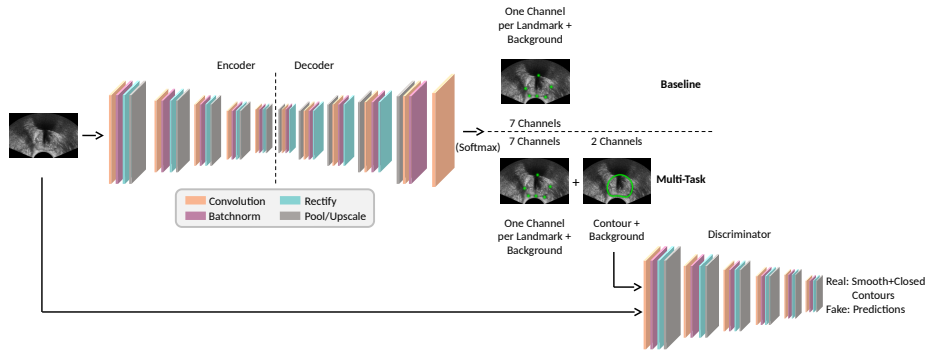 One Channel
per Landmark +
Background
Encoder
Decoder
Baseline
7 Channels
(Softmax)
7 Channels
2 Channels
+
Multi-Task
Convolution
Rectify
Batchnorm
Pool/Upscale
One Channel
per Landmark +
Background
Contour +
Background
Discriminator
Real: Smooth+Closed
Contours
Fake: Predictions